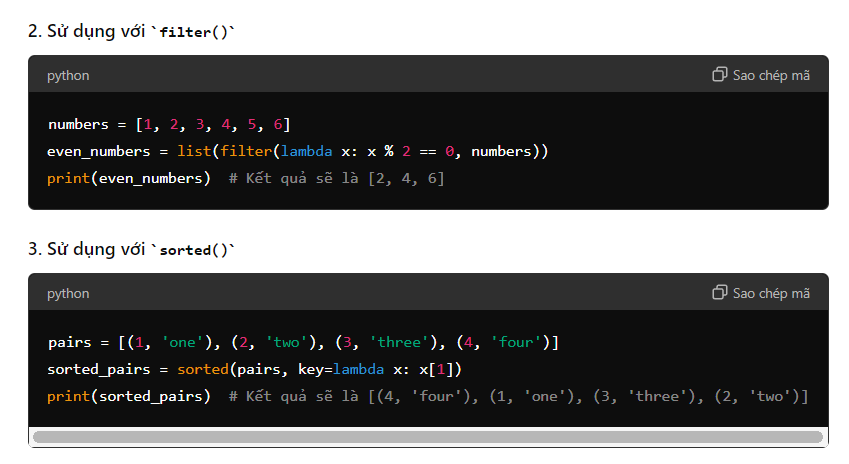 2. Sử dụng với `filter()`
python
Sao chép mã
numbers = [1, 2, 3, 4, 5, 6]
even_numbers = list(filter(lambda x: x % 2 == 0, numbers))
print(even_numbers)  # Kết quả sẽ là [2, 4, 6]
3. Sử dụng với `sorted()`
python
Sao chép mã
pairs = [(1, 'one'), (2, 'two'), (3, 'three'), (4, 'four')]
sorted_pairs = sorted(pairs, key=lambda x: x[1])
print(sorted_pairs)  # Kết quả sẽ là [(4, 'four'), (1, 'one'), (3, 'three'), (2, 'two')]